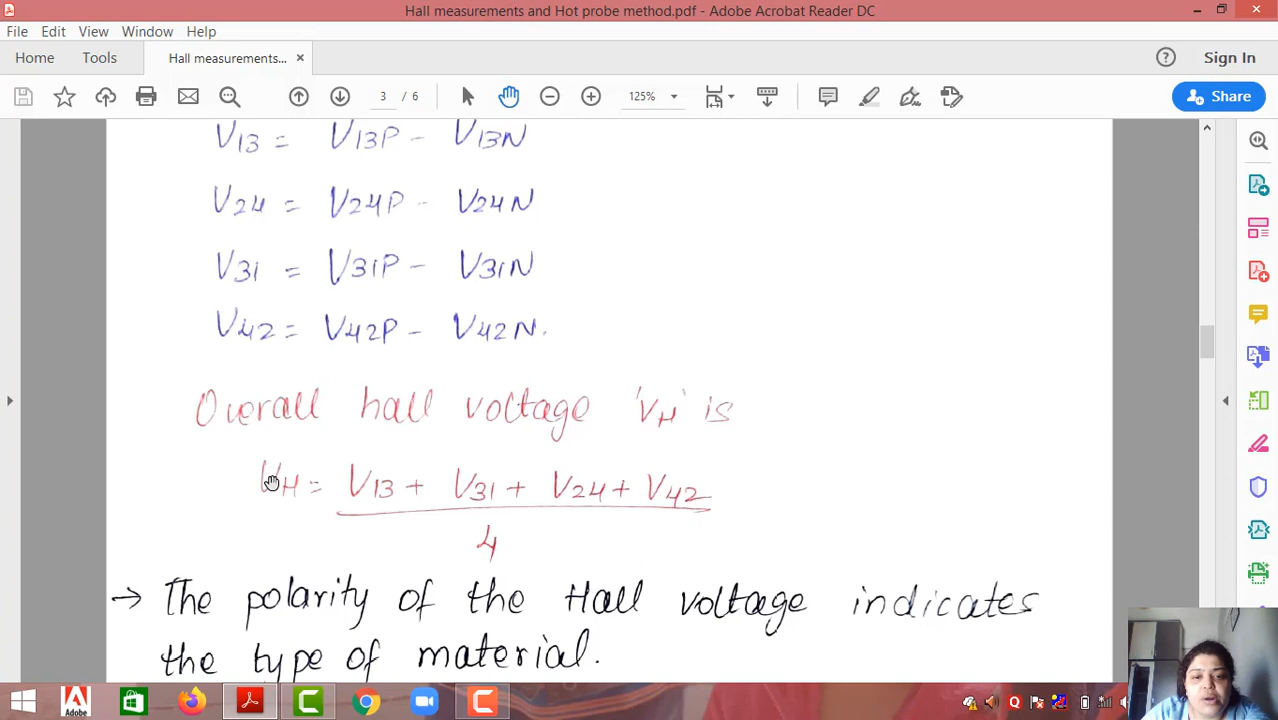 Hall measurements and Hot probe method.pdf - Adobe Acrobat Reader DC
File Edit View Window Help
Home Tools Hall measurements... × Sign In
3 / 6 125% Share
V13 = V13P - V13N
V24 = V24P - V24N
V31 = V31P - V31N
V42 = V42P - V42N.
Overall hall voltage 'VH' is
VH = V13 + V31 + V24 + V42
4
→ The polarity of the Hall voltage indicates
the type of material.
Adobe